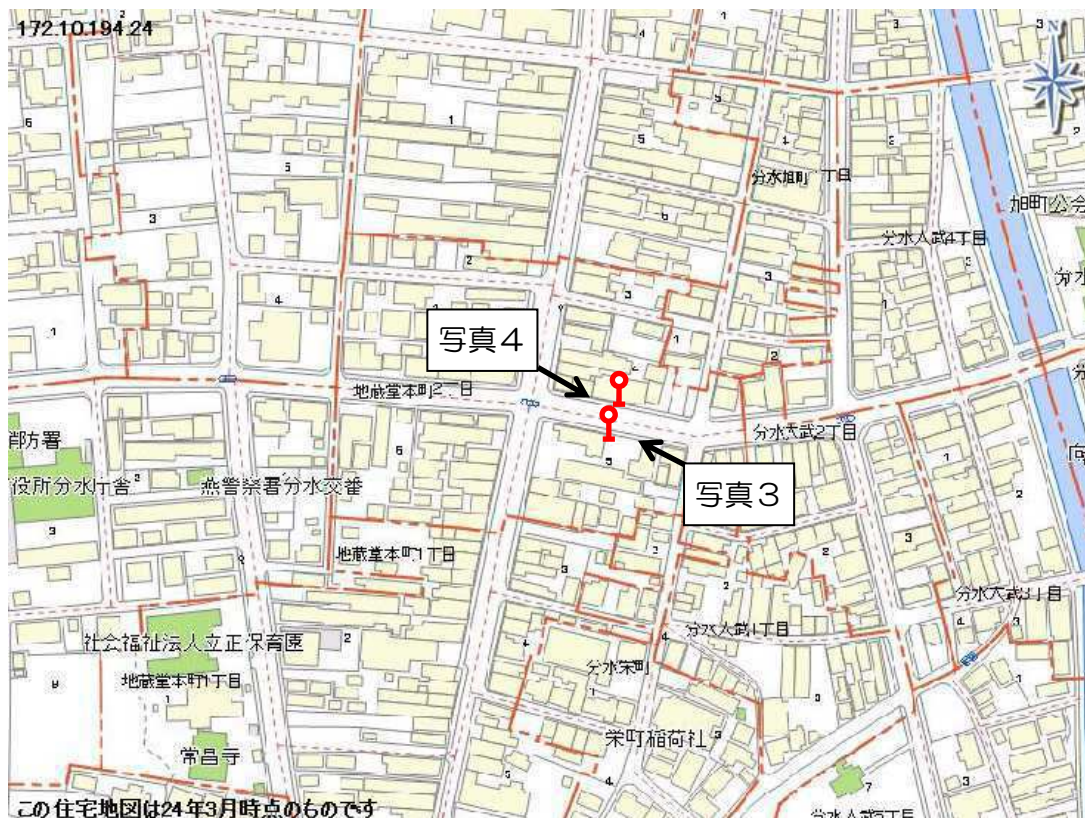 172.10.194.24
N
分水旭町1丁目
旭町公会
分水大武4丁目
写真4
地蔵堂本町2丁目
分水大武2丁目
写真3
消防署
役所分水庁舎
燕警察署分水交番
地蔵堂本町1丁目
分水大武3丁目
分水大武1丁目
社会福祉法人立正保育園
分水栄町
地蔵堂本町1丁目
栄町稲荷社
常昌寺
この住宅地図は24年3月時点のものです